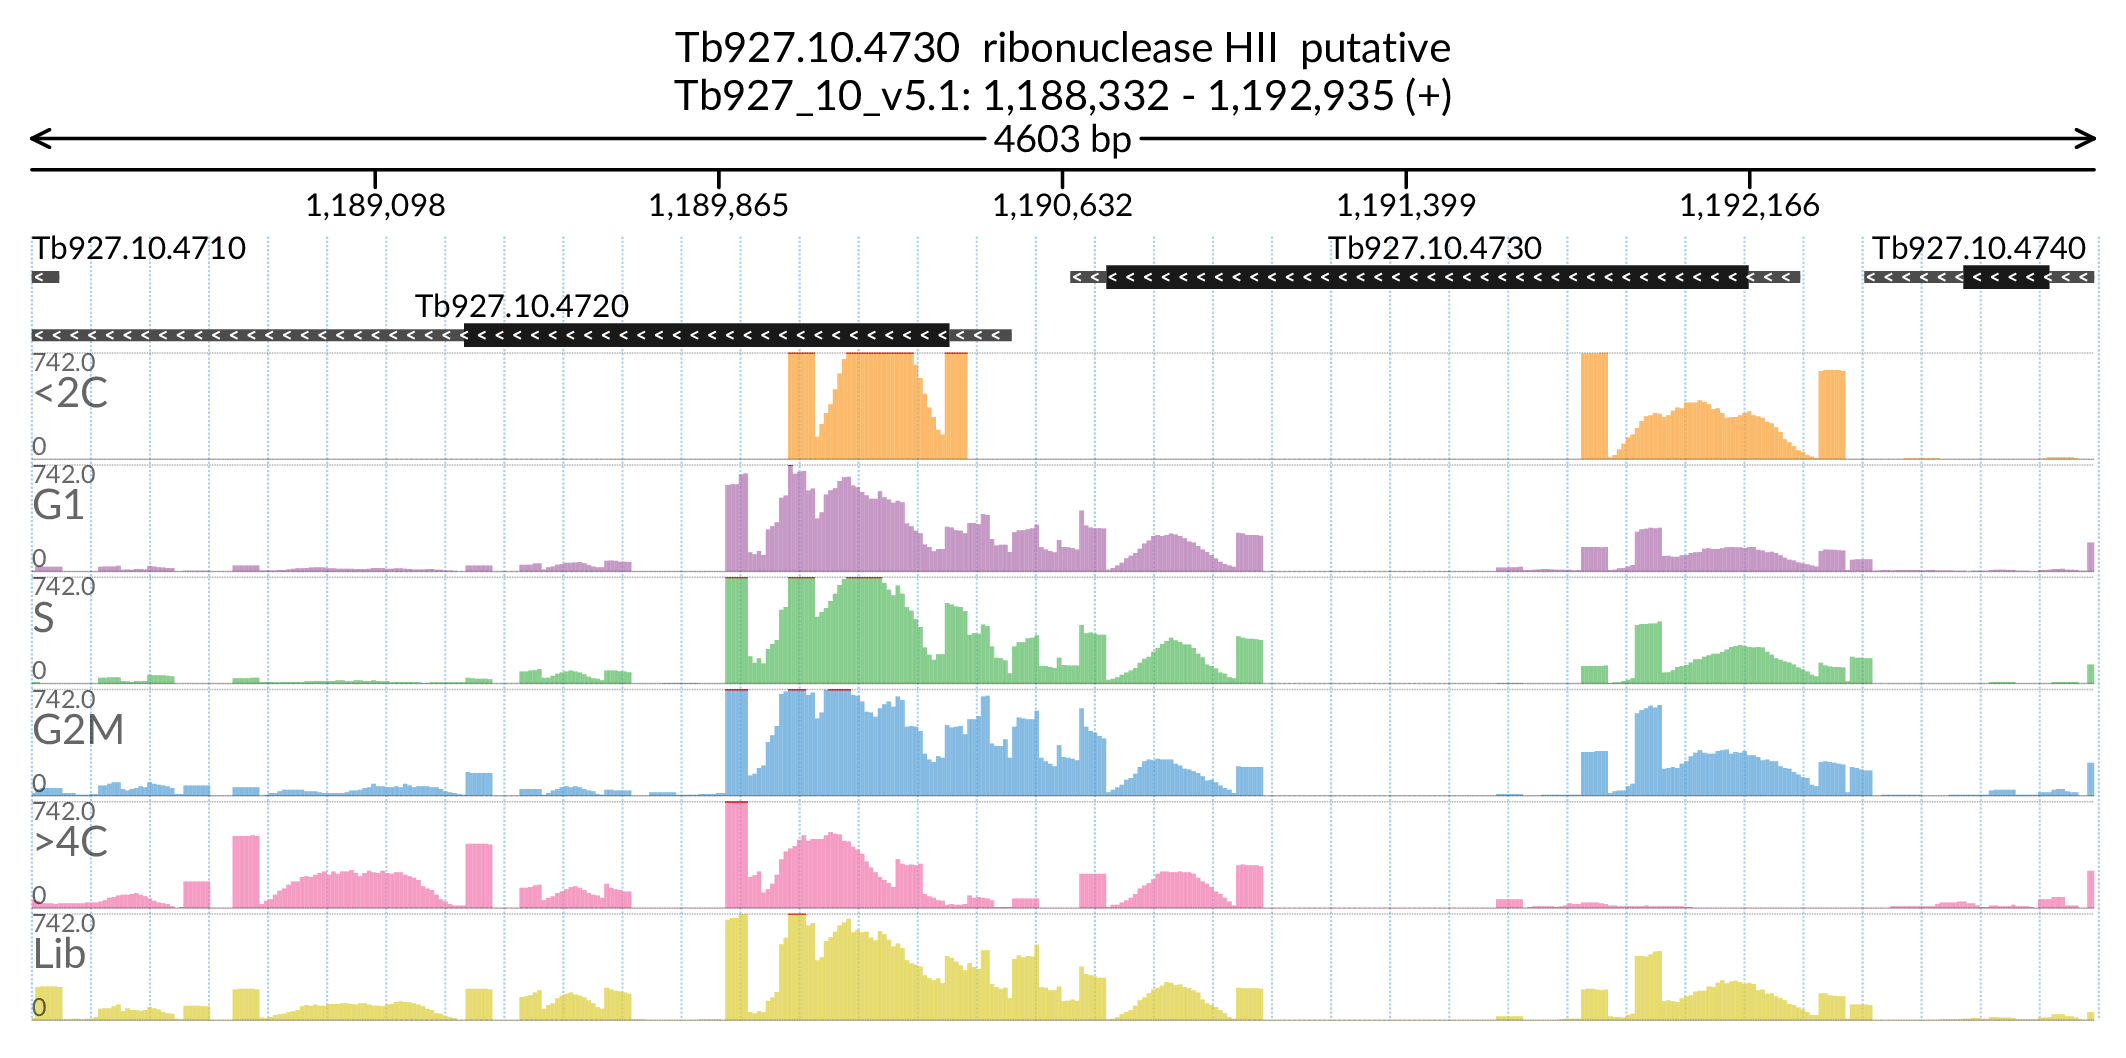 Tb927.10.4730  ribonuclease HII  putative
Tb927_10_v5.1: 1,188,332 - 1,192,935 (+)
4603 bp
1,189,098 1,189,865 1,190,632 1,191,399 1,192,166
Tb927.10.4710 Tb927.10.4730 Tb927.10.4740
Tb927.10.4720
742.0
<2C
0
742.0
G1
0
742.0
S
0
742.0
G2M
0
742.0
>4C
0
742.0
Lib
0